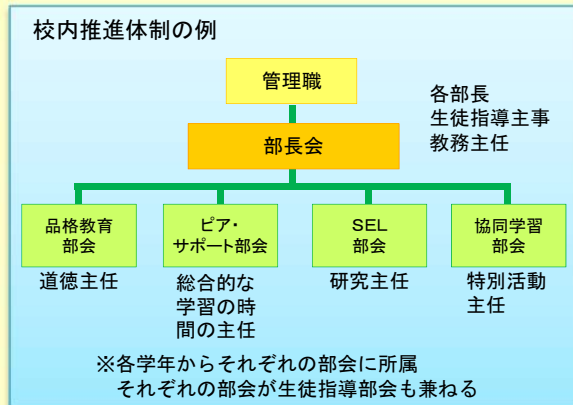 校内推進体制の例
管理職
各部長
生徒指導主事
教務主任
部長会
品格教育
部会
ピア・
サポート部会
SEL
部会
協同学習
部会
道徳主任
総合的な
学習の時
間の主任
研究主任
特別活動
主任
※各学年からそれぞれの部会に所属
それぞれの部会が生徒指導部会も兼ねる